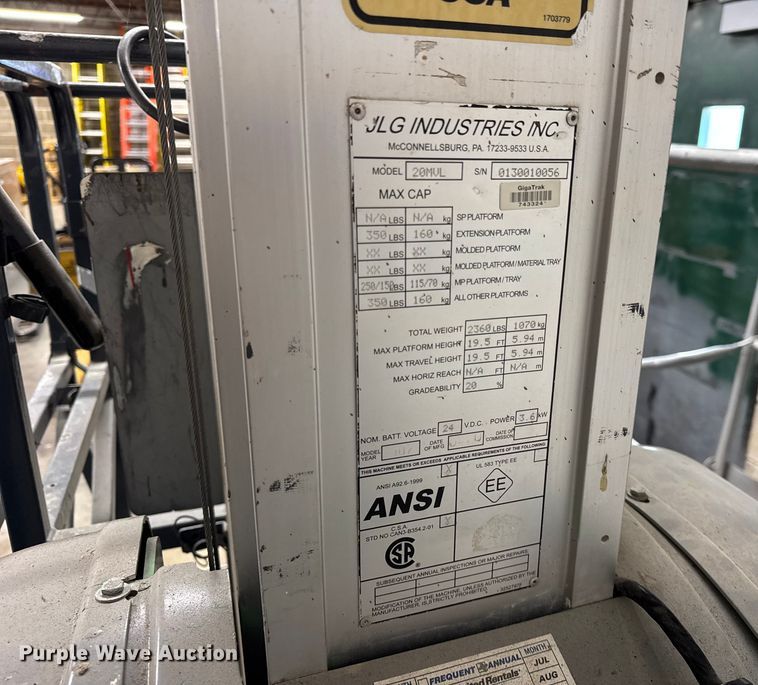 1703779
JLG INDUSTRIES INC.
McCONNELLSBURG, PA. 17233-9533 U.S.A.
MODEL 20MVL S/N 0130010056
GigaTrak
743324
MAX CAP
N/A LBS N/A kg SP PLATFORM
350 LBS 160 kg EXTENSION PLATFORM
XX LBS XX kg MOLDED PLATFORM
XX LBS XX kg MOLDED PLATFORM/MATERIAL TRAY
250/150 LBS 115/70 kg MP PLATFORM/TRAY
350 LBS 160 kg ALL OTHER PLATFORMS
TOTAL WEIGHT 2360 LBS 1070 kg
MAX PLATFORM HEIGHT 19.5 FT 5.94 m
MAX TRAVEL HEIGHT 19.5 FT 5.94 m
MAX HORIZ REACH N/A FT N/A m
GRADEABILITY 20 %
NOM. BATT. VOLTAGE 24 V.D.C. POWER 3.6 kW
MODEL YEAR DATE OF MFG DATE OF COMMISSION
THIS MACHINE MEETS OR EXCEEDS APPLICABLE REQUIREMENTS OF THE FOLLOWING
ANSI A92.6-1999 X UL 583 TYPE EE
ANSI EE
C.S.A.
STD NO CAN3-B354.2-01
SUBSEQUENT ANNUAL INSPECTIONS OR MAJOR REPAIRS
MODIFICATION OF THE MACHINE, UNLESS AUTHORIZED BY THE
MANUFACTURER, IS STRICTLY PROHIBITED.
FREQUENT ANNUAL MONTH
United Rentals JUL
AUG
Purple Wave Auction